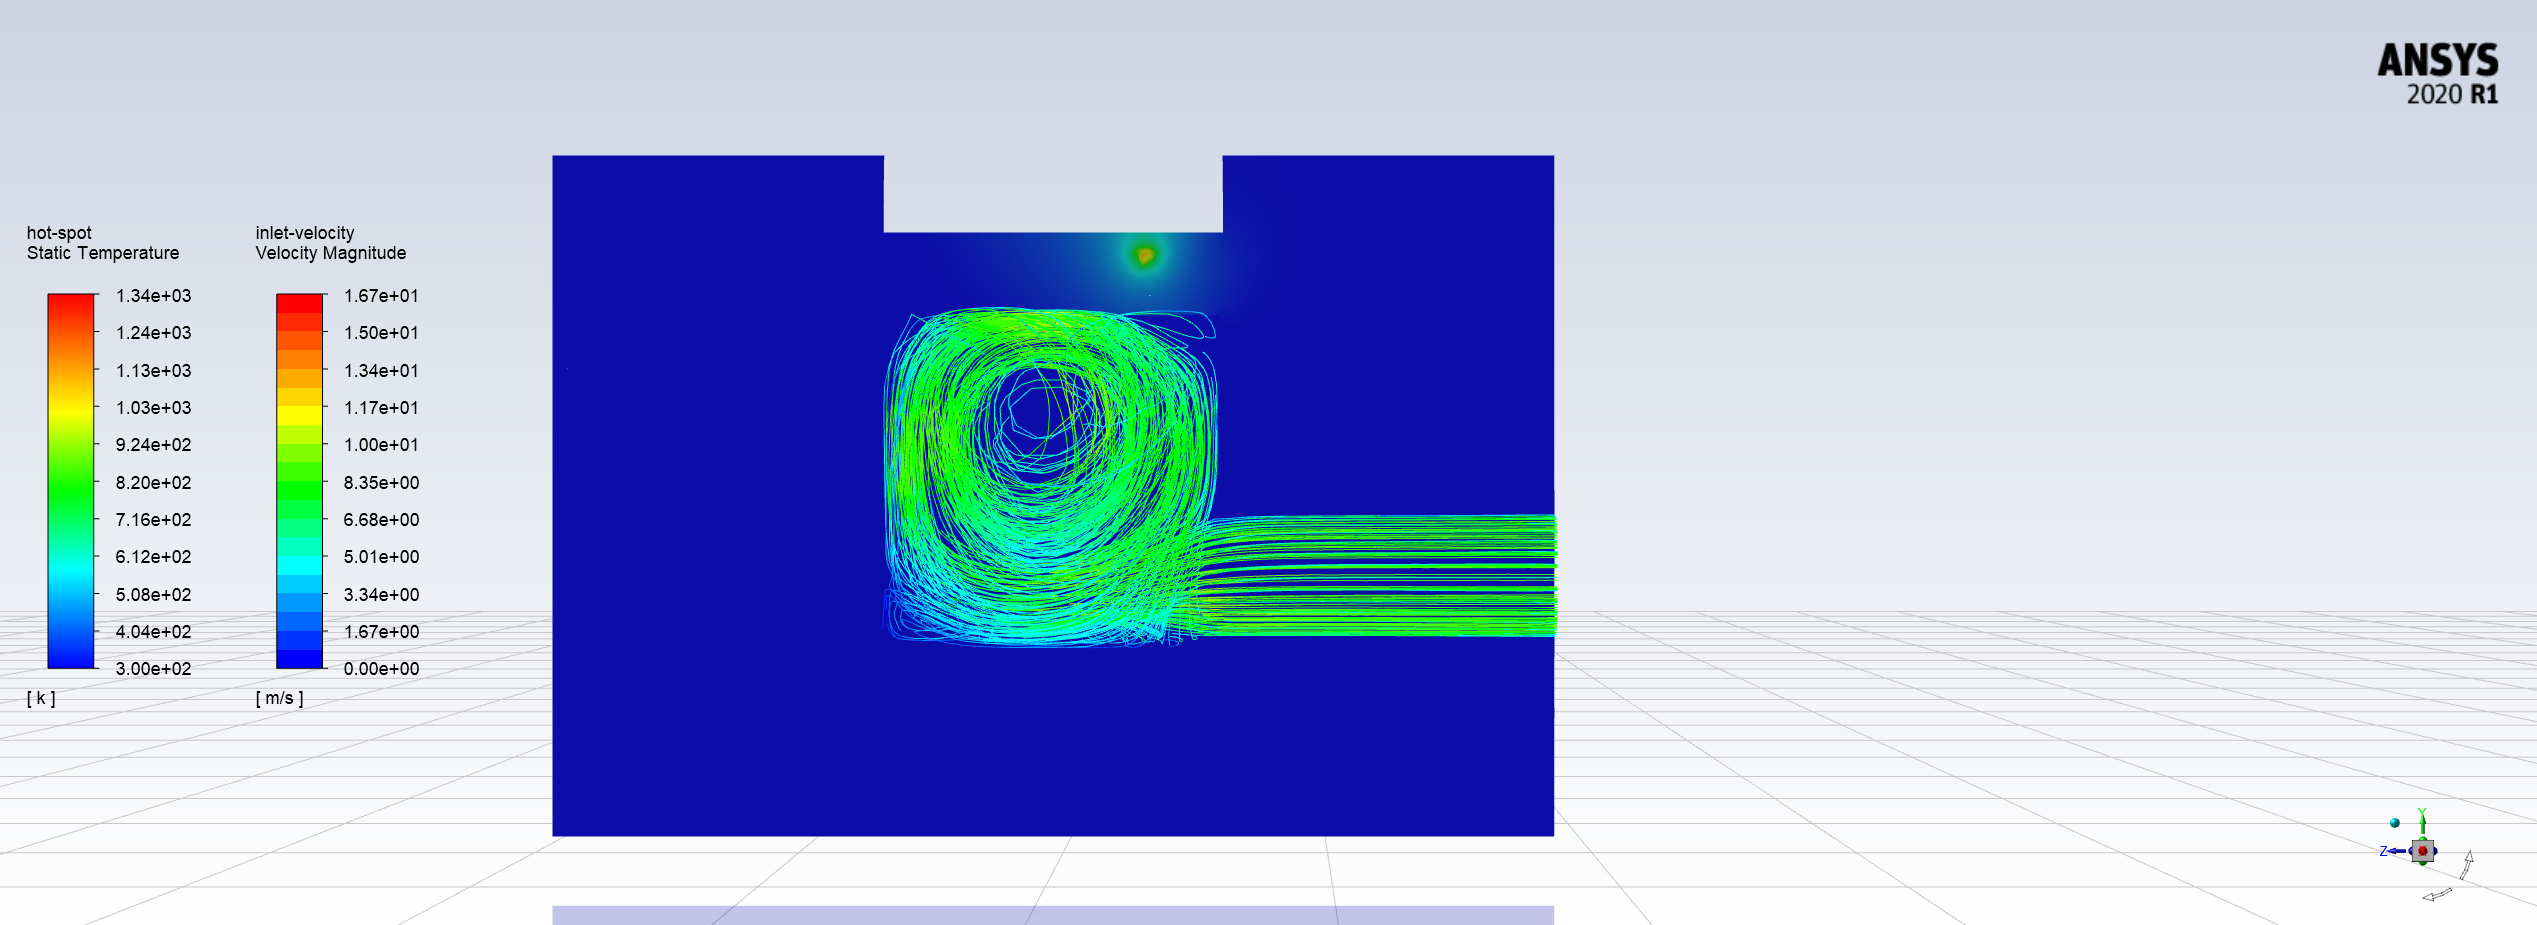 ANSYS
2020 R1
hot-spot
Static Temperature
1.34e+03
1.24e+03
1.13e+03
1.03e+03
9.24e+02
8.20e+02
7.16e+02
6.12e+02
5.08e+02
4.04e+02
3.00e+02
[ k ]
inlet-velocity
Velocity Magnitude
1.67e+01
1.50e+01
1.34e+01
1.17e+01
1.00e+01
8.35e+00
6.68e+00
5.01e+00
3.34e+00
1.67e+00
0.00e+00
[ m/s ]
Y
Z